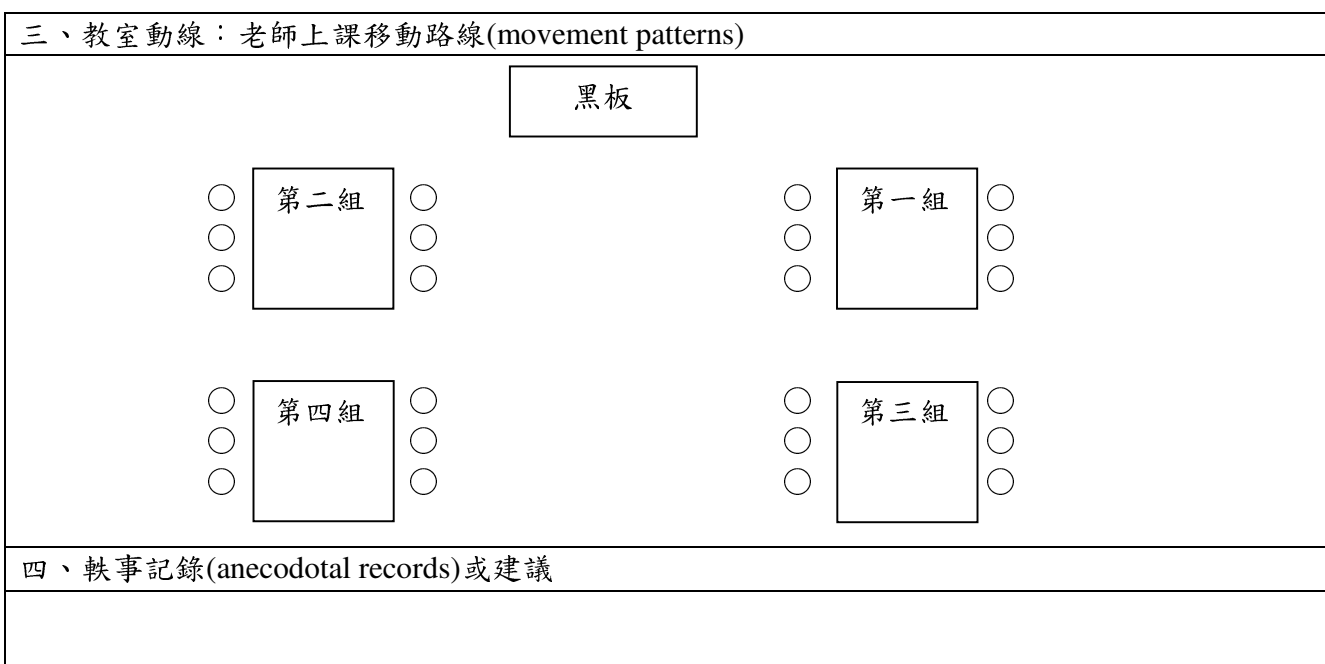 三、教室動線：老師上課移動路線(movement patterns)
黑板
第二組
第一組
第四組
第三組
四、軼事記錄(anecodotal records)或建議